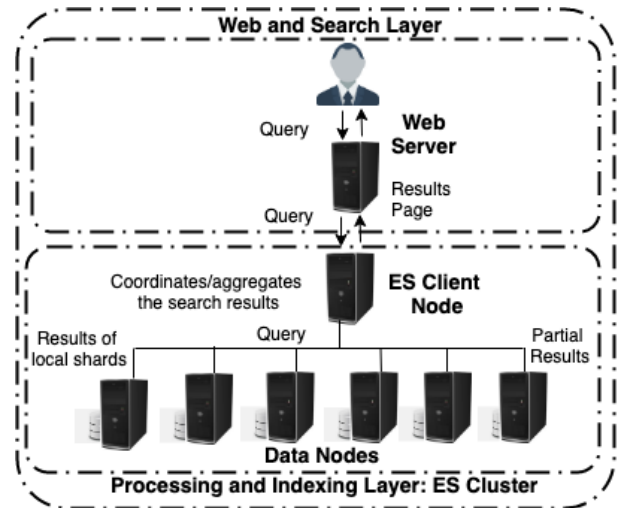 Web and Search Layer
Query
Web
Server
Results
Page
Query
Coordinates/aggregates
the search results
ES Client
Node
Results of
local shards
Query
Partial
Results
Data Nodes
Processing and Indexing Layer: ES Cluster